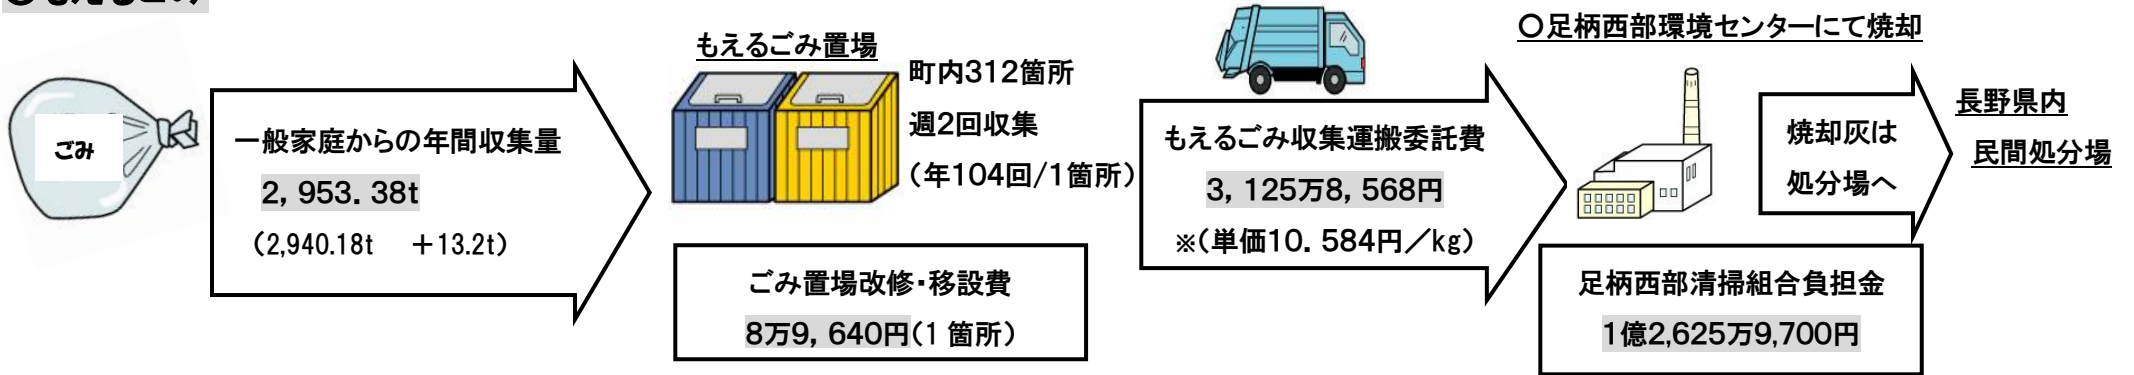 ごみ
一般家庭からの年間収集量
2,953.38t
(2,940.18t +13.2t)
もえるごみ置場
町内312箇所
週2回収集
(年104回/1箇所)
ごみ置場改修・移設費
8万9,640円(1箇所)
もえるごみ収集運搬委託費
3,125万8,568円
※(単価10.584円/kg)
〇足柄西部環境センターにて焼却
足柄西部清掃組合負担金
1億2,625万9,700円
焼却灰は
処分場へ
長野県内
民間処分場